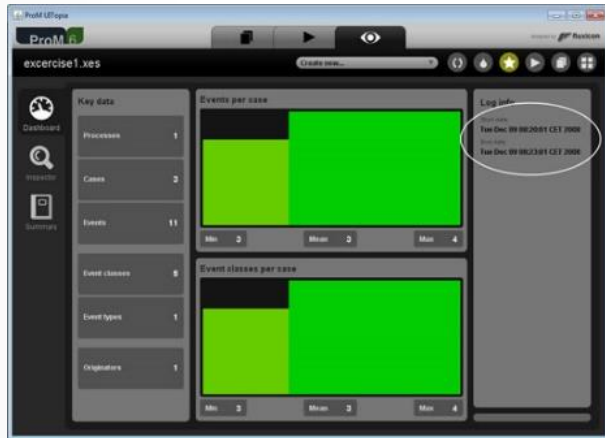 ProM UITopia
ProM 6
fluxicon
excercise1.xes
Create new...
Dashboard
Inspector
Summary
Key data
Processes 1
Cases 3
Events 11
Event classes 6
Event types 1
Originators 1
Events per case
Min 3 Mean 3 Max 4
Event classes per case
Min 3 Mean 3 Max 4
Log info
Start date
Tue Dec 09 08:20:01 CET 2008
End date
Tue Dec 09 08:23:01 CET 2008